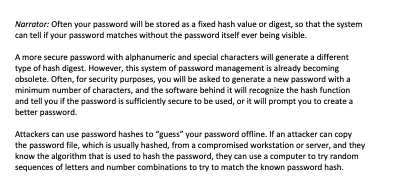 Narrator: Often your password will be stored as a fixed hash value or digest, so that the system
can tell if your password matches without the password itself ever being visible.
A more secure password with alphanumeric and special characters will generate a different
type of hash digest. However, this system of password management is already becoming
obsolete. Often, for security purposes, you will be asked to generate a new password with a
minimum number of characters, and the software behind it will recognize the hash function
and tell you if the password is sufficiently secure to be used, or it will prompt you to create a
better password.
Attackers can use password hashes to “guess” your password offline. If an attacker can copy
the password file, which is usually hashed, from a compromised workstation or server, and they
know the algorithm that is used to hash the password, they can use a computer to try random
sequences of letters and number combinations to try to match the known password hash.